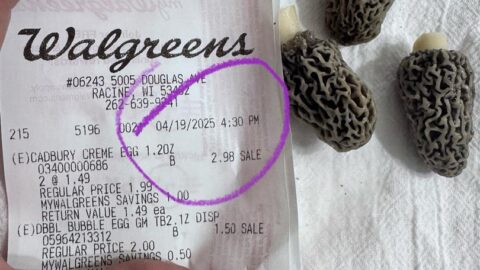 Walgreens
#06243 5005 DOUGLAS AVE
RACINE, WI 53402
262-639-9241
215 5196 002 04/19/2025 4:30 PM
(E)CADBURY CREME EGG 1.2OZ
03400000686 B 2.98 SALE
2 @ 1.49
REGULAR PRICE 1.99
MYWALGREENS SAVINGS 1.00
RETURN VALUE 1.49 ea
(E)DBBL BUBBLE EGG GM TB2.1Z DISP
05964213312 B 1.50 SALE
REGULAR PRICE 2.00
MYWALGREENS SAVINGS 0.50